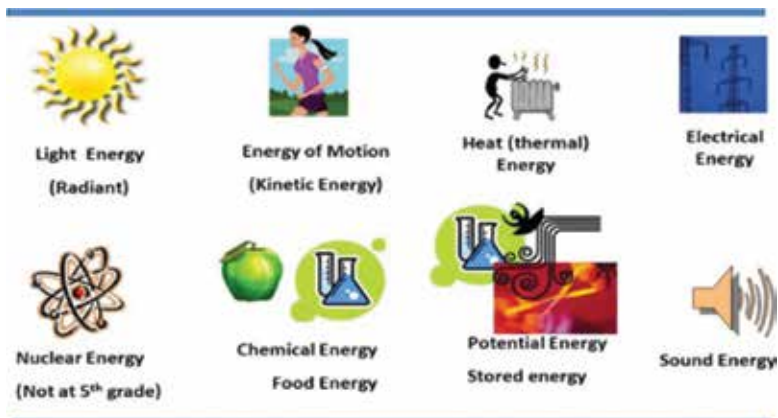 Light Energy
(Radiant)
Energy of Motion
(Kinetic Energy)
Heat (thermal)
Energy
Electrical
Energy
Nuclear Energy
(Not at 5th grade)
Chemical Energy
Food Energy
Potential Energy
Stored energy
Sound Energy